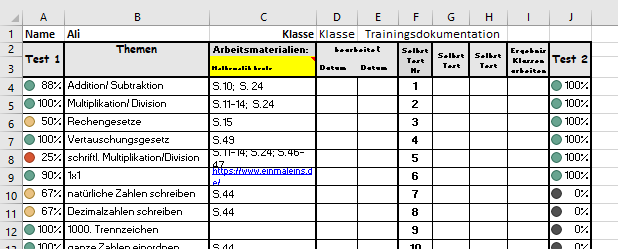 A B C D E F G H I J
1 Name Ali Klasse Klasse Trainingsdokumentation
2 Test 1 Themen Arbeitsmaterialien: bearbeitet Selbst Test Nr Selbst Test Selbst Test Ergebnis Klassen arbeiten Test 2
3 Mathematik heute Datum Datum
4 88% Addition/ Subtraktion S.10; S. 24 1 100%
5 100% Multiplikation/ Division S.11-14; S.24 2 100%
6 50% Rechengesetze S.15 3 100%
7 100% Vertauschungsgesetz S.49 4 100%
8 25% schriftl. Multiplikation/Division S.11-14; S.24; S.46-47 5 100%
9 90% 1x1 https://www.einmaleins.de/ 6 100%
10 67% natürliche Zahlen schreiben S.44 7 0%
11 67% Dezimalzahlen schreiben S.44 8 0%
12 100% 1000. Trennzeichen 9 0%
100% ganze Zahlen einordnen S.44 10 0%